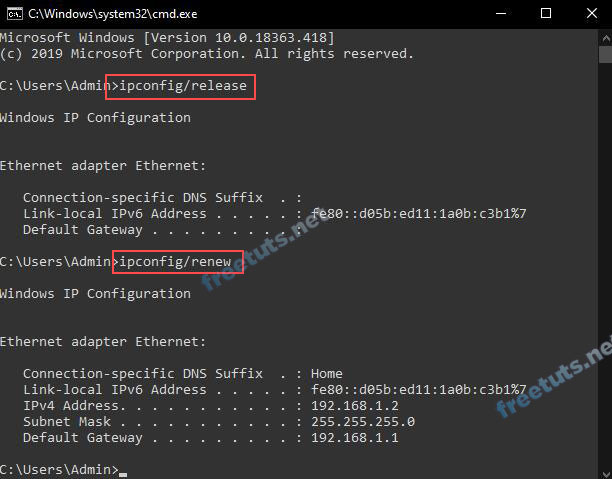 C:\Windows\system32\cmd.exe
Microsoft Windows [Version 10.0.18363.418]
(c) 2019 Microsoft Corporation. All rights reserved.
C:\Users\Admin>ipconfig/release
Windows IP Configuration
Ethernet adapter Ethernet:
Connection-specific DNS Suffix . :
Link-local IPv6 Address . . . . . : fe80::d05b:ed11:1a0b:c3b1%7
Default Gateway . . . . . . . . . :
C:\Users\Admin>ipconfig/renew
freetuts.net
Windows IP Configuration
Ethernet adapter Ethernet:
Connection-specific DNS Suffix . : Home
Link-local IPv6 Address . . . . . : fe80::d05b:ed11:1a0b:c3b1%7
IPv4 Address. . . . . . . . . . . : 192.168.1.2
Subnet Mask . . . . . . . . . . . : 255.255.255.0
Default Gateway . . . . . . . . . : 192.168.1.1
freetuts.net
C:\Users\Admin>_